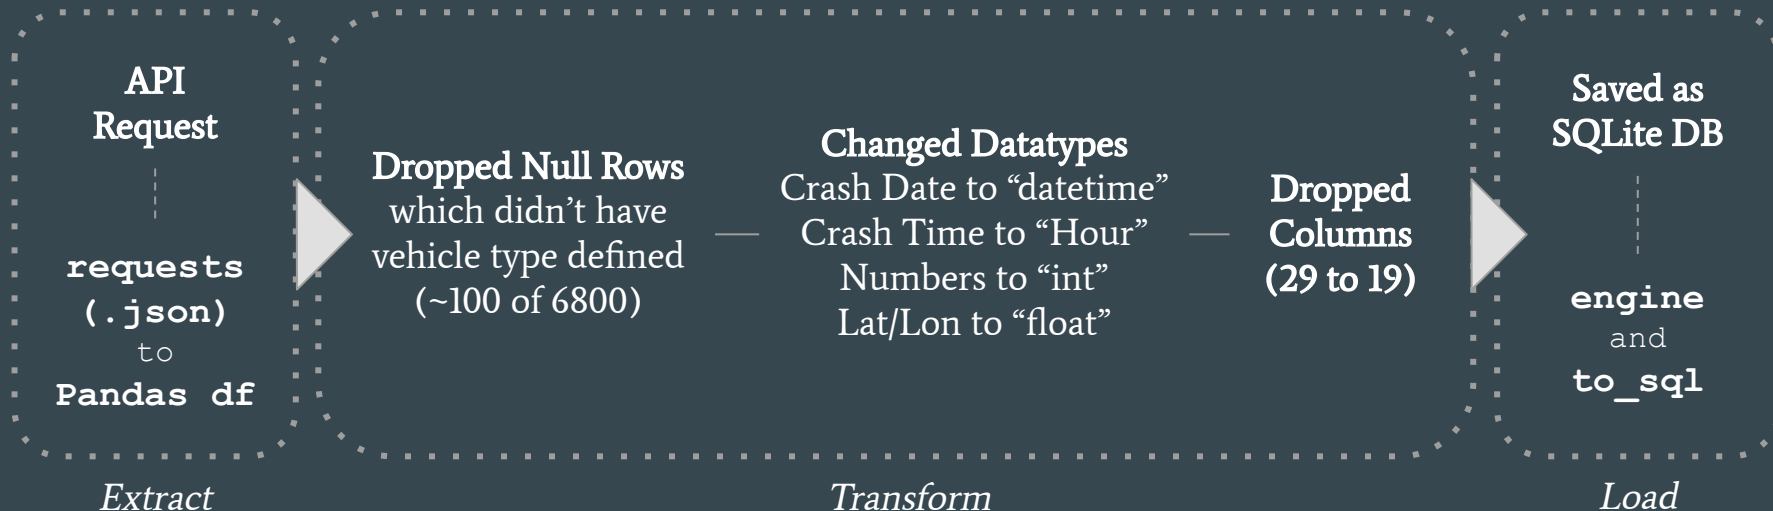 API
Request
requests
(.json)
to
Pandas df
Extract
Dropped Null Rows
which didn’t have
vehicle type defined
(~100 of 6800)
Changed Datatypes
Crash Date to “datetime”
Crash Time to “Hour”
Numbers to “int”
Lat/Lon to “float”
Dropped
Columns
(29 to 19)
Transform
Saved as
SQLite DB
engine
and
to_sql
Load